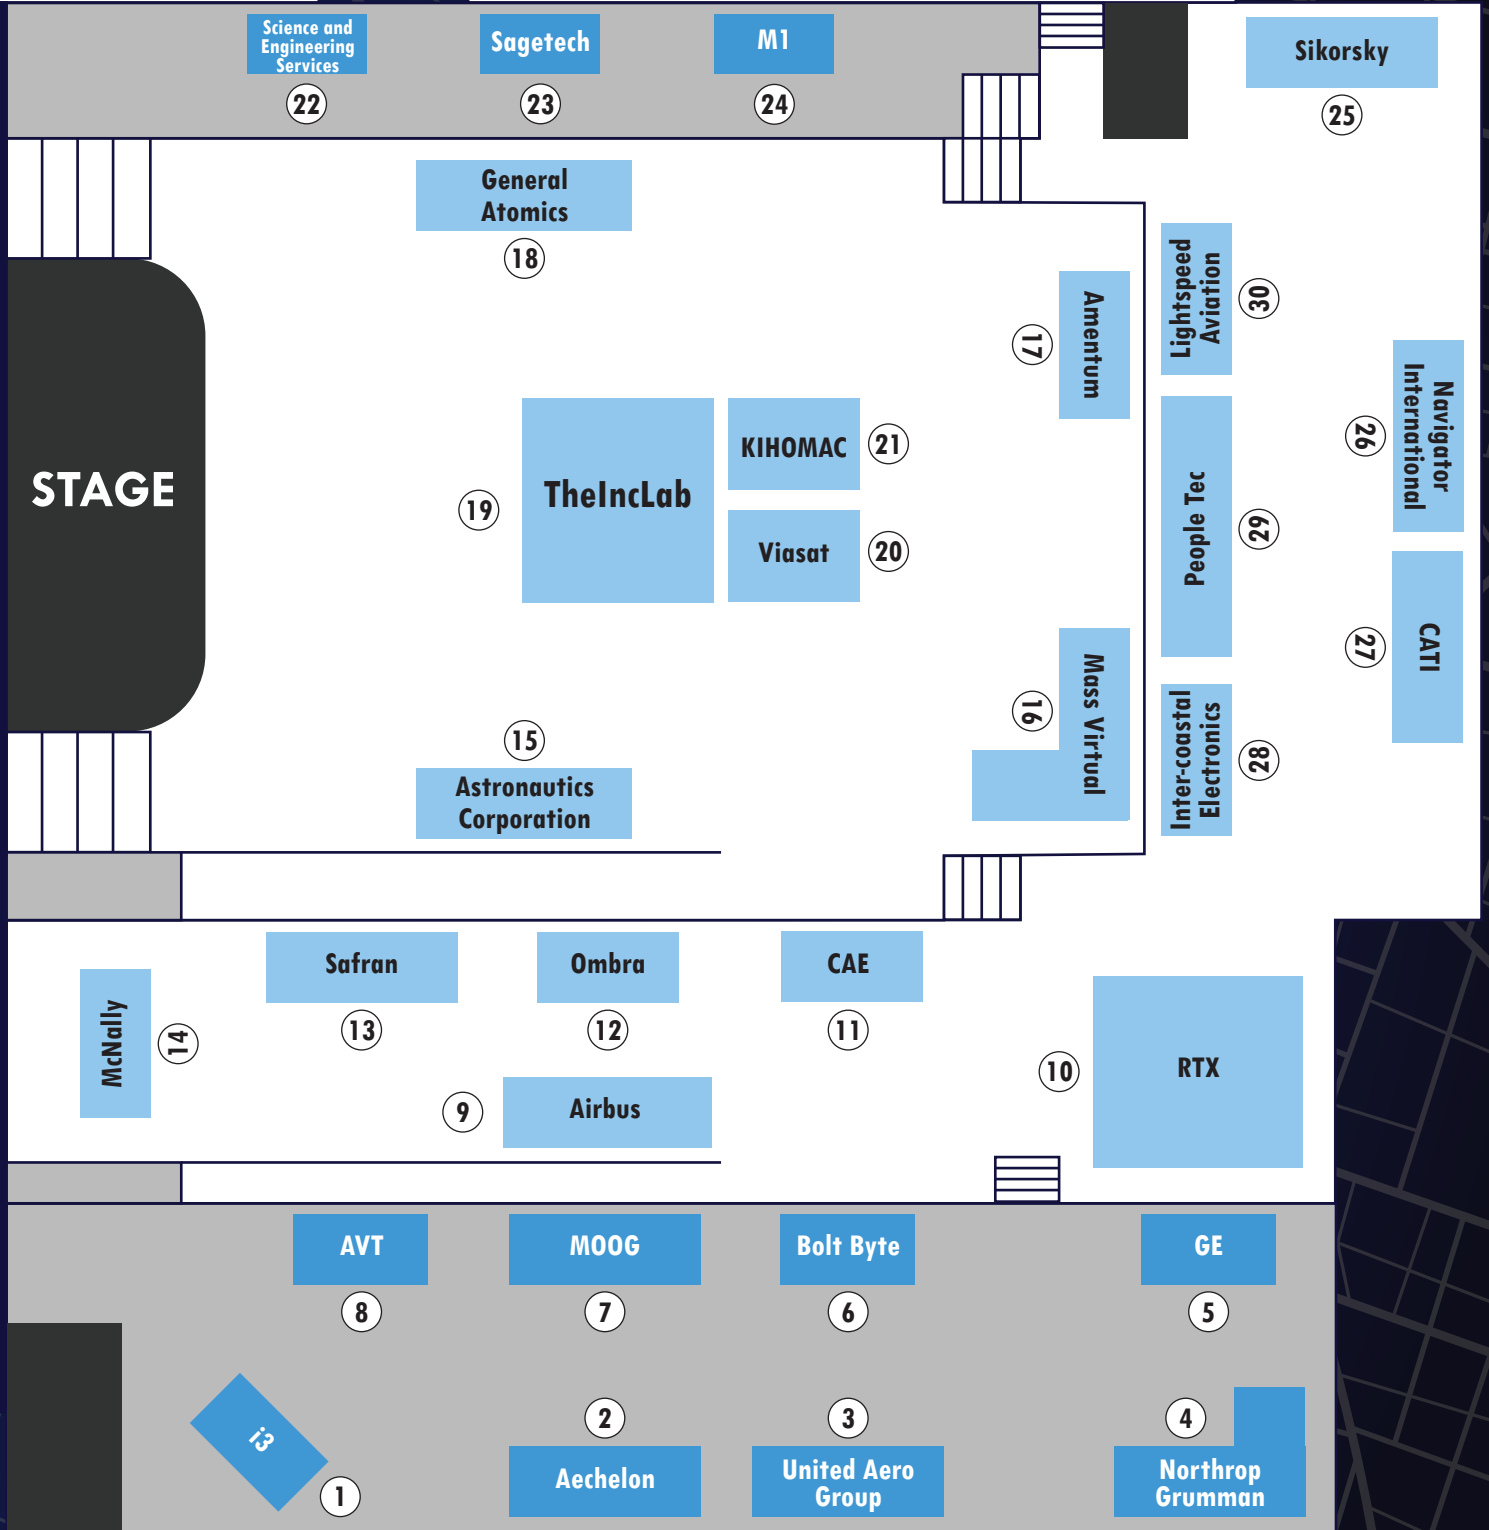 Science and
Engineering
Services
22
Sagetech
23
M1
24
Sikorsky
25
General
Atomics
18
Amentum
17
Lightspeed
Aviation
30
Navigator
International
26
STAGE
19
TheIncLab
KIHOMAC
21
Viasat
20
People Tec
29
CATI
27
Mass Virtual
16
Inter-coastal
Electronics
28
15
Astronautics
Corporation
McNally
14
Safran
13
Ombra
12
CAE
11
9
Airbus
10
RTX
AVT
8
MOOG
7
Bolt Byte
6
GE
5
i3
1
2
Aechelon
3
United Aero
Group
4
Northrop
Grumman